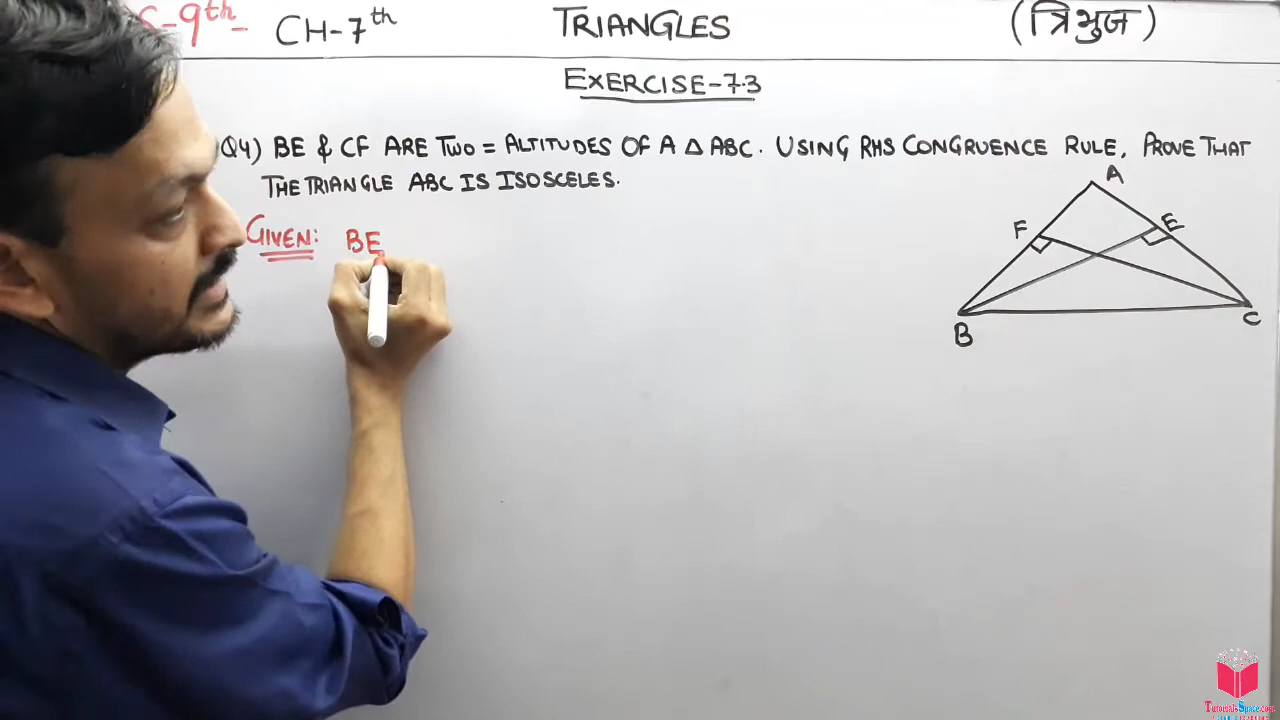 S-9th- CH-7th TRIANGLES (त्रिभुज)
EXERCISE-7.3
Q4) BE & CF ARE TWO = ALTITUDES OF A Δ ABC. USING RHS CONGRUENCE RULE, PROVE THAT
THE TRIANGLE ABC IS ISOSCELES.
A
F
E
GIVEN: BE
B
C
TutorialsSpace.com